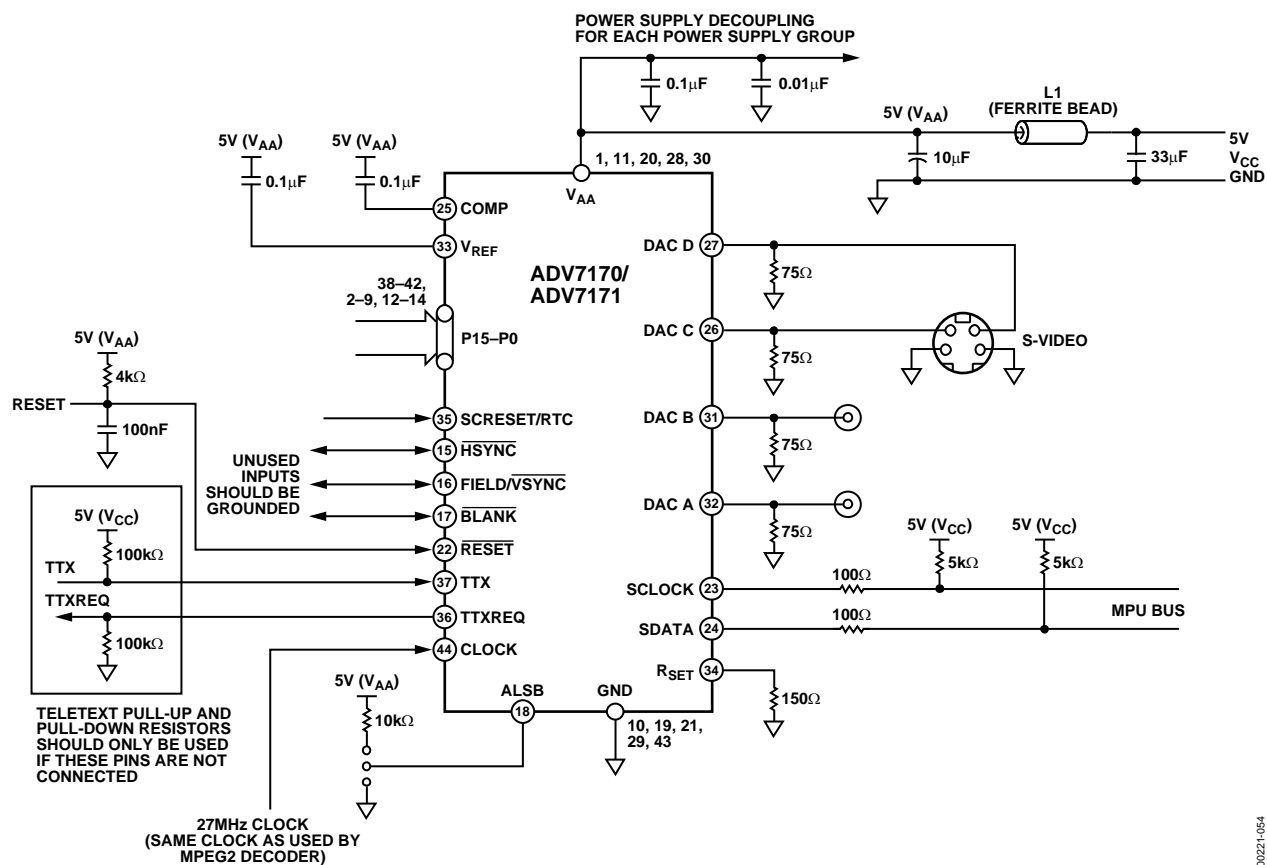 POWER SUPPLY DECOUPLING
FOR EACH POWER SUPPLY GROUP
0.1μF
0.01μF
L1
(FERRITE BEAD)
5V (VAA)
5V
VCC
GND
10μF
33μF
5V (VAA)
0.1μF
5V (VAA)
0.1μF
1, 11, 20, 28, 30
VAA
25 COMP
33 VREF
ADV7170/
ADV7171
38–42,
2–9, 12–14
P15–P0
DAC D 27
75Ω
DAC C 26
75Ω
S-VIDEO
DAC B 31
75Ω
DAC A 32
75Ω
5V (VAA)
4kΩ
RESET
100nF
35 SCRESET/RTC
15 HSYNC
16 FIELD/VSYNC
17 BLANK
22 RESET
37 TTX
36 TTXREQ
44 CLOCK
UNUSED
INPUTS
SHOULD BE
GROUNDED
5V (VCC)
100kΩ
TTX
TTXREQ
100kΩ
TELETEXT PULL-UP AND
PULL-DOWN RESISTORS
SHOULD ONLY BE USED
IF THESE PINS ARE NOT
CONNECTED
5V (VCC)
5kΩ
5V (VCC)
5kΩ
SCLOCK 23
100Ω
MPU BUS
SDATA 24
100Ω
RSET 34
150Ω
5V (VAA)
10kΩ
ALSB
18
GND
10, 19, 21,
29, 43
27MHz CLOCK
(SAME CLOCK AS USED BY
MPEG2 DECODER)
00221-054